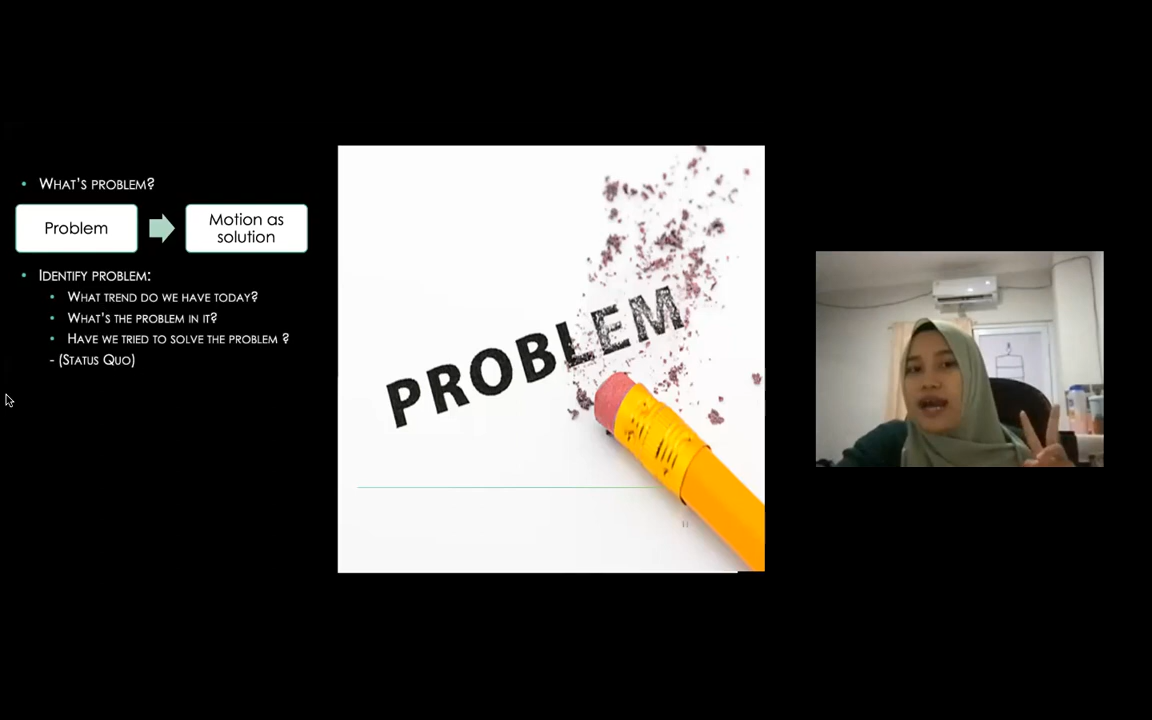 What's problem?
Problem
Motion as
solution
Identify problem:
What trend do we have today?
What's the problem in it?
Have we tried to solve the problem ?
- (Status Quo)
PROBLEM